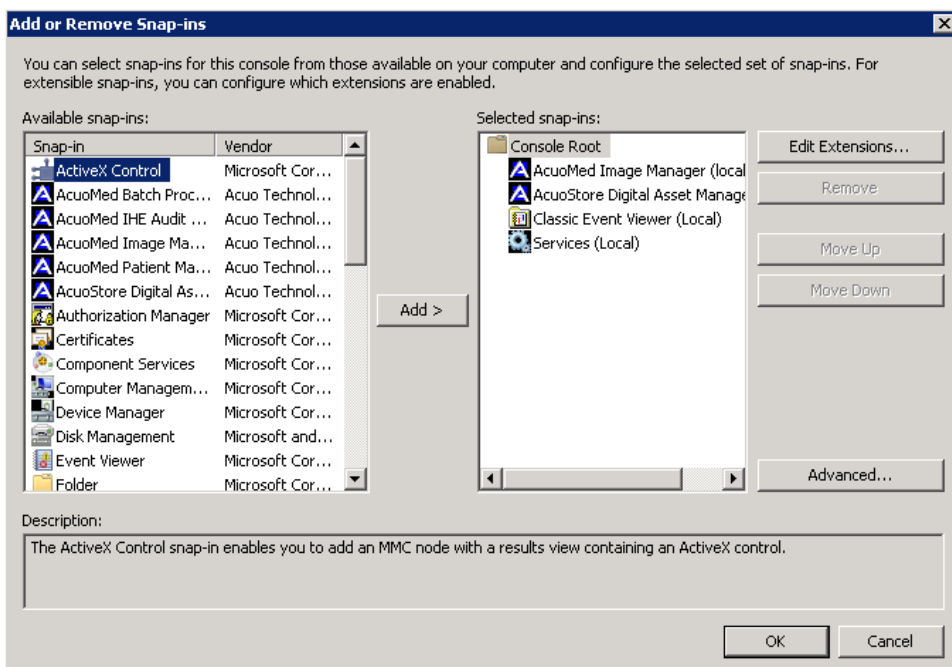 Add or Remove Snap-ins
You can select snap-ins for this console from those available on your computer and configure the selected set of snap-ins. For
extensible snap-ins, you can configure which extensions are enabled.
Available snap-ins:
Snap-in Vendor
ActiveX Control Microsoft Cor...
AcuoMed Batch Proc... Acuo Technol...
AcuoMed IHE Audit ... Acuo Technol...
AcuoMed Image Ma... Acuo Technol...
AcuoMed Patient Ma... Acuo Technol...
AcuoStore Digital As... Acuo Technol...
Authorization Manager Microsoft Cor...
Certificates Microsoft Cor...
Component Services Microsoft Cor...
Computer Managem... Microsoft Cor...
Device Manager Microsoft Cor...
Disk Management Microsoft and...
Event Viewer Microsoft Cor...
Folder Microsoft Cor...
Add >
Selected snap-ins:
Console Root
AcuoMed Image Manager (local
AcuoStore Digital Asset Manage
Classic Event Viewer (Local)
Services (Local)
Edit Extensions...
Remove
Move Up
Move Down
Advanced...
Description:
The ActiveX Control snap-in enables you to add an MMC node with a results view containing an ActiveX control.
OK Cancel